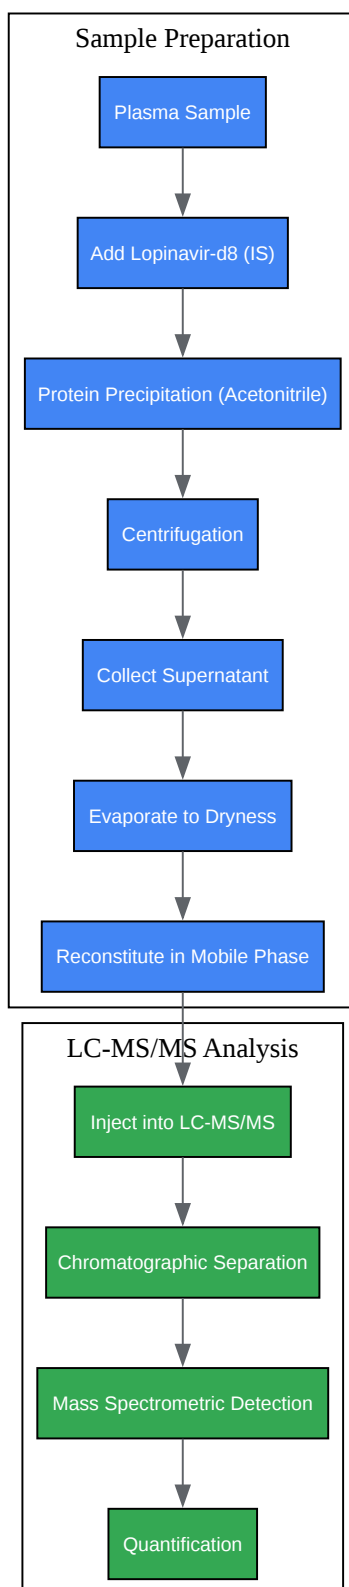 Sample Preparation
Plasma Sample
Add Lopinavir-d8 (IS)
Protein Precipitation (Acetonitrile)
Centrifugation
Collect Supernatant
Evaporate to Dryness
Reconstitute in Mobile Phase
LC-MS/MS Analysis
Inject into LC-MS/MS
Chromatographic Separation
Mass Spectrometric Detection
Quantification